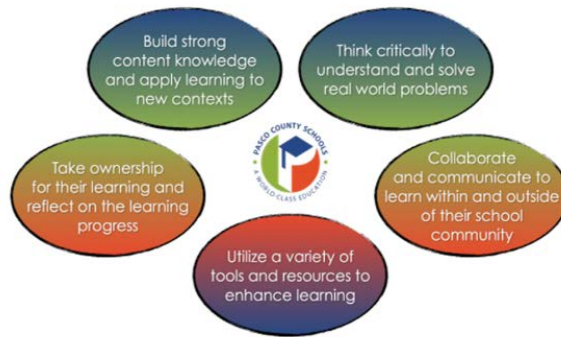 Build strong
content knowledge
and apply learning to
new contexts
Think critically to
understand and solve
real world problems
PASCO COUNTY SCHOOLS
A WORLD CLASS EDUCATION
Take ownership
for their learning and
reflect on the learning
progress
Collaborate
and communicate to
learn within and outside
of their school
community
Utilize a variety of
tools and resources to
enhance learning